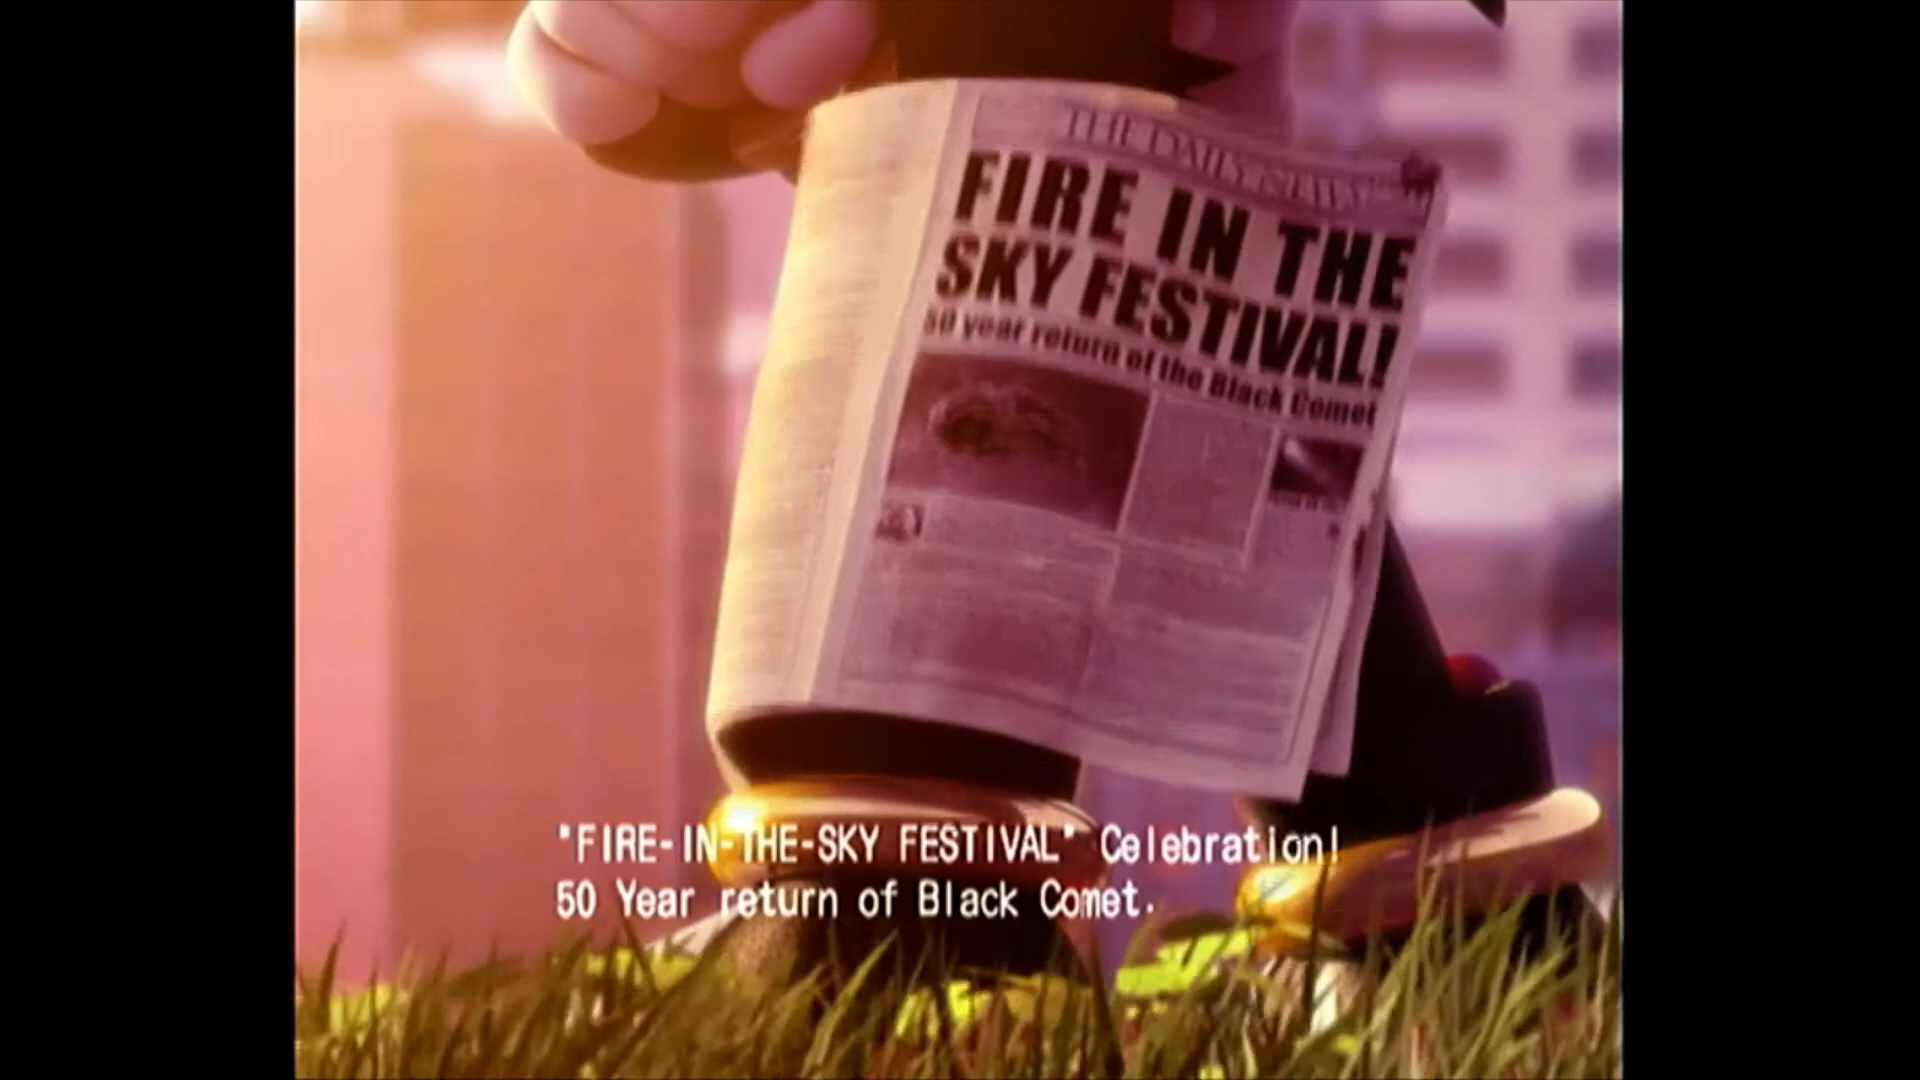 THE DAILY NEWS
FIRE IN THE
SKY FESTIVAL!
50 year return of the Black Comet
"FIRE-IN-THE-SKY FESTIVAL" Celebration!
50 Year return of Black Comet.